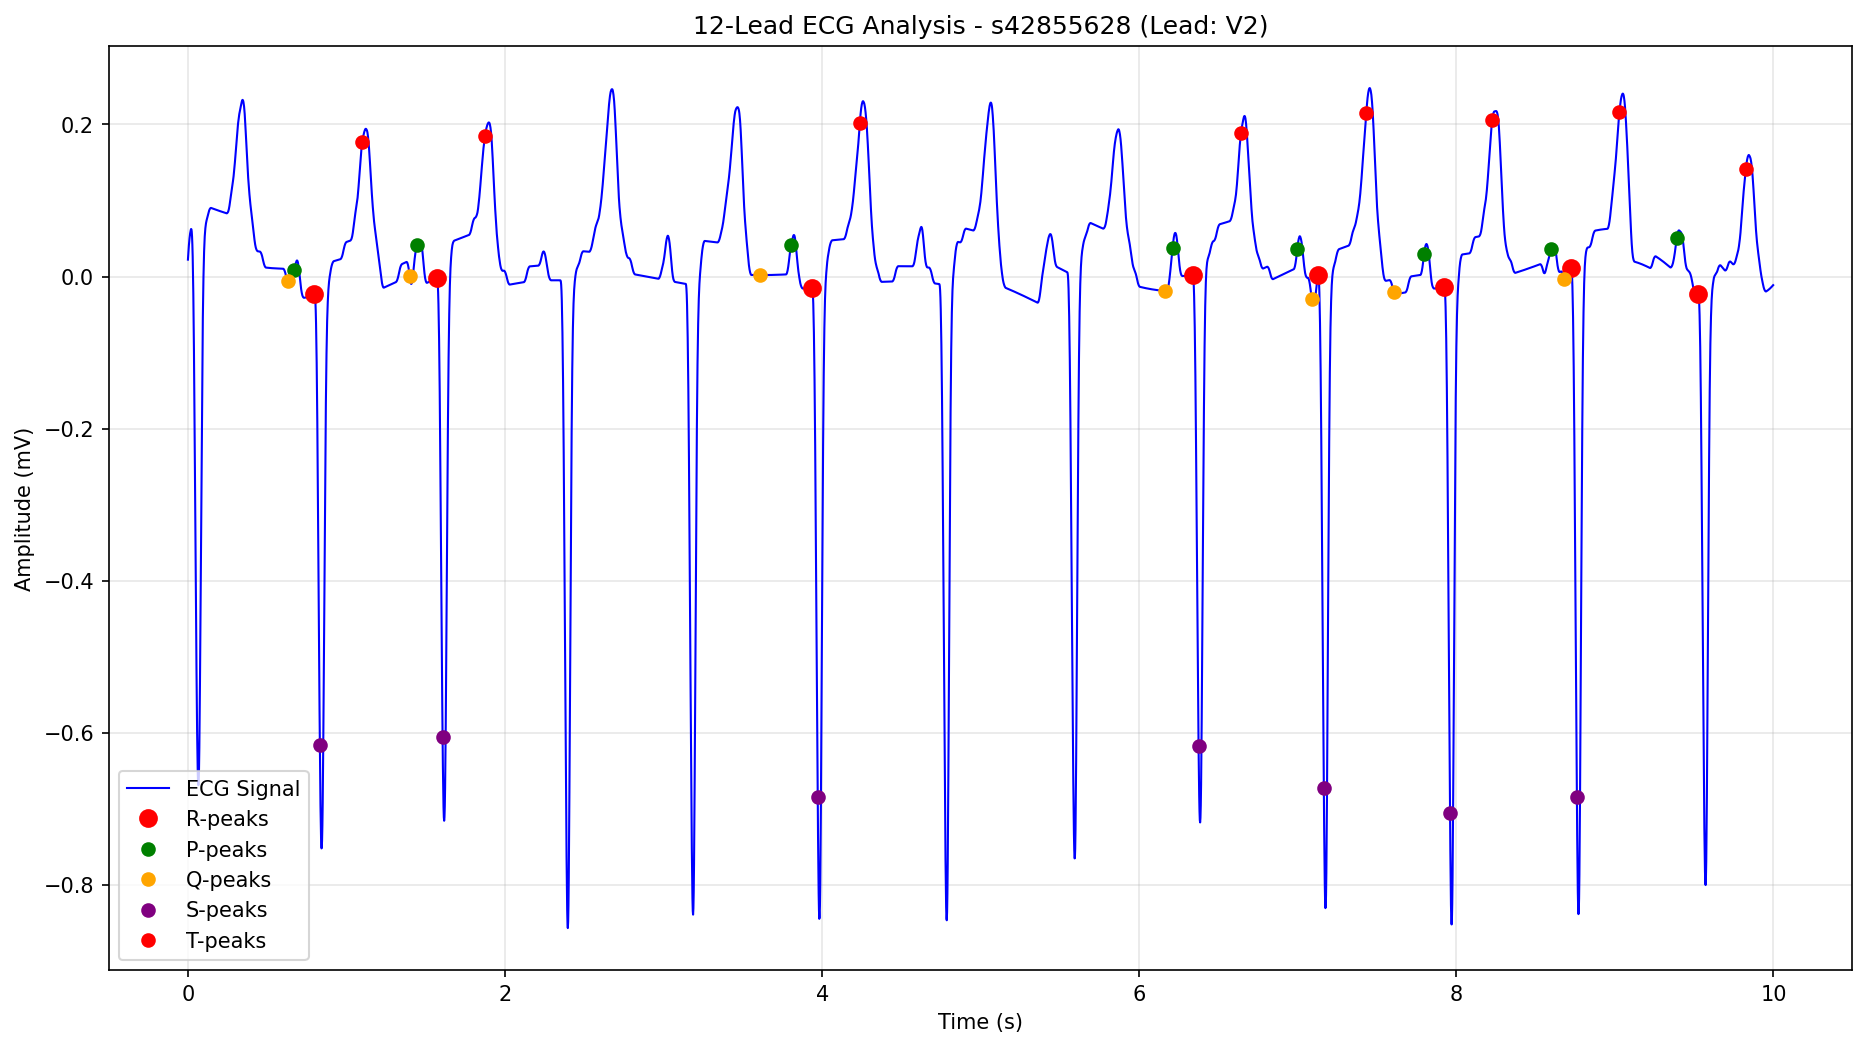 12-Lead ECG Analysis - s42855628 (Lead: V2)
Amplitude (mV)
0.2
0.0
−0.2
−0.4
−0.6
−0.8
ECG Signal
R-peaks
P-peaks
Q-peaks
S-peaks
T-peaks
0 2 4 6 8 10
Time (s)